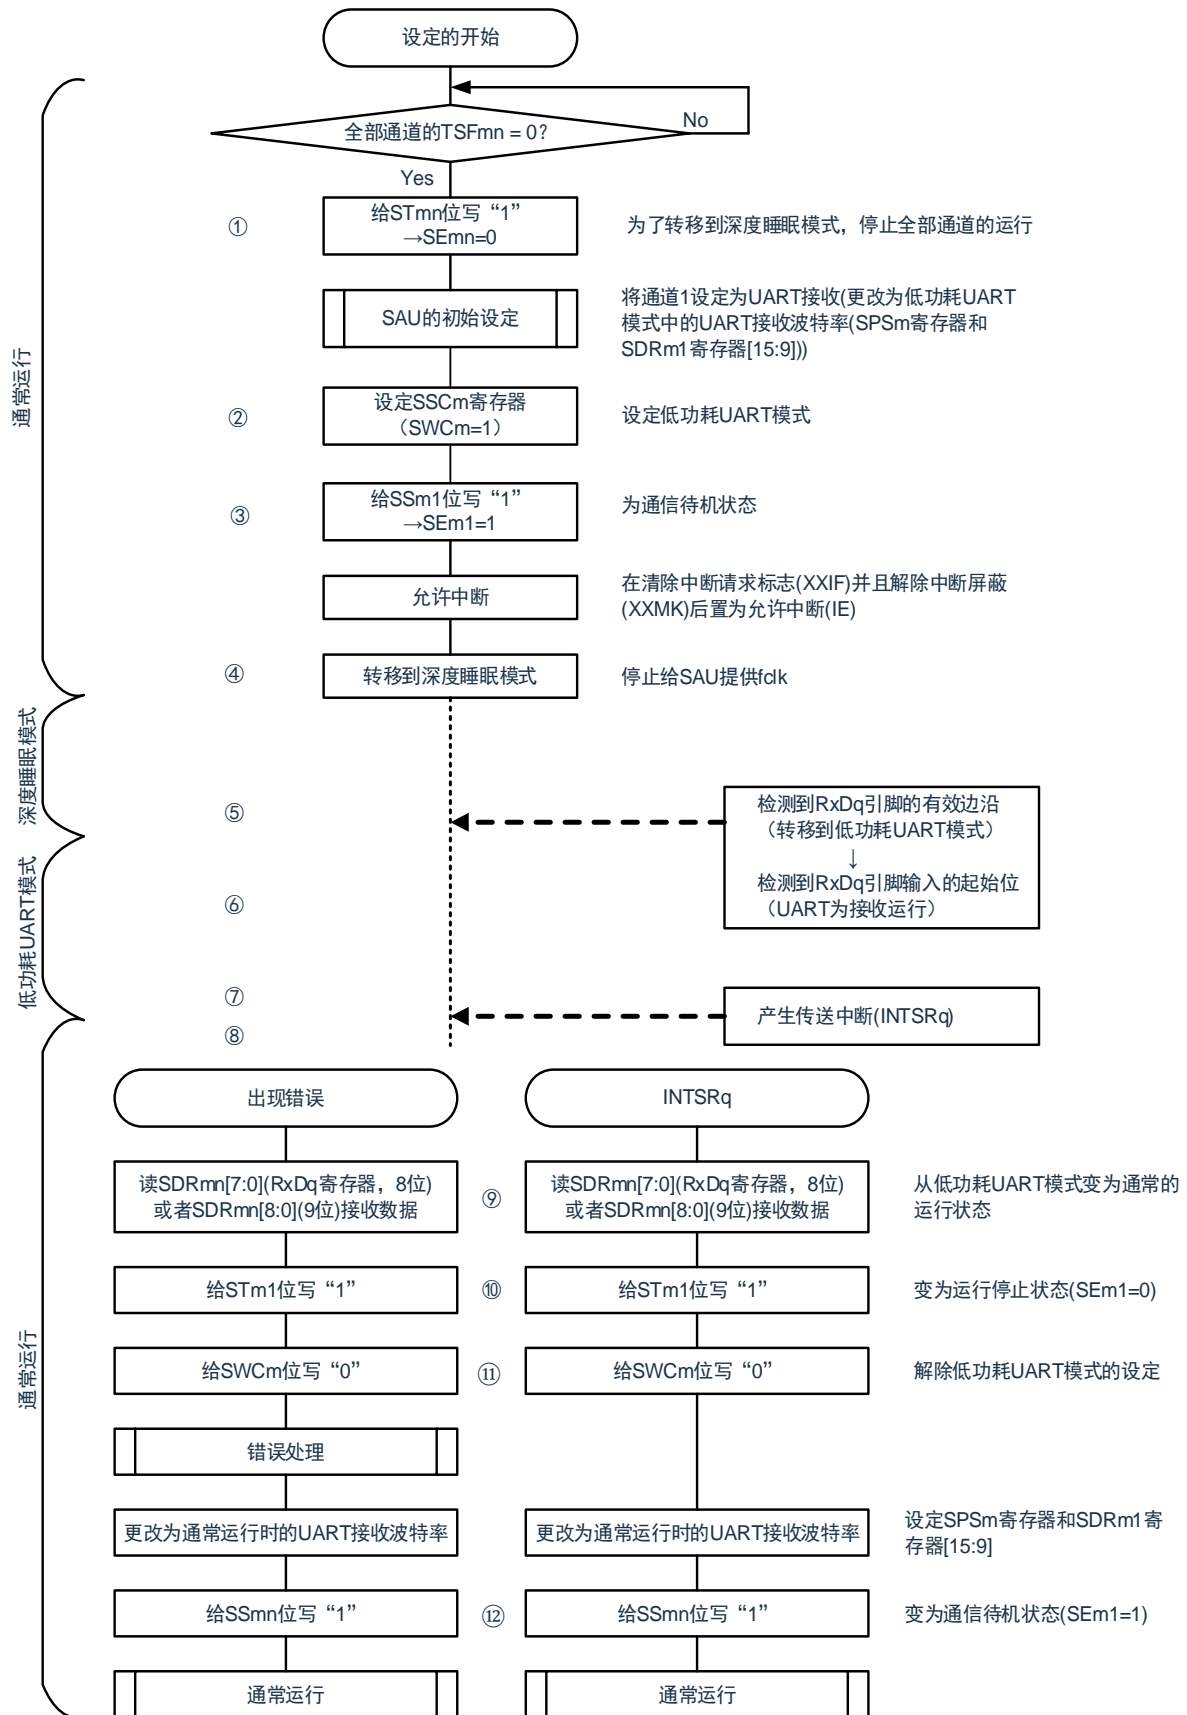 设定的开始
全部通道的TSFmn = 0?
No
Yes
①
给STmn位写“1”
→SEmn=0
为了转移到深度睡眠模式，停止全部通道的运行
SAU的初始设定
将通道1设定为UART接收(更改为低功耗UART
模式中的UART接收波特率(SPSm寄存器和
SDRm1寄存器[15:9]))
通常运行
②
设定SSCm寄存器
（SWCm=1）
设定低功耗UART模式
③
给SSm1位写“1”
→SEm1=1
为通信待机状态
允许中断
在清除中断请求标志(XXIF)并且解除中断屏蔽
(XXMK)后置为允许中断(IE)
④
转移到深度睡眠模式
停止给SAU提供fclk
深度睡眠模式
⑤
检测到RxDq引脚的有效边沿
（转移到低功耗UART模式）
↓
检测到RxDq引脚输入的起始位
（UART为接收运行）
低功耗UART模式
⑥
⑦
产生传送中断(INTSRq)
⑧
出现错误
INTSRq
读SDRmn[7:0](RxDq寄存器，8位)
或者SDRmn[8:0](9位)接收数据
⑨
读SDRmn[7:0](RxDq寄存器，8位)
或者SDRmn[8:0](9位)接收数据
从低功耗UART模式变为通常的
运行状态
给STm1位写“1”
⑩
给STm1位写“1”
变为运行停止状态(SEm1=0)
通常运行
给SWCm位写“0”
⑪
给SWCm位写“0”
解除低功耗UART模式的设定
错误处理
更改为通常运行时的UART接收波特率
更改为通常运行时的UART接收波特率
设定SPSm寄存器和SDRm1寄
存器[15:9]
给SSmn位写“1”
⑫
给SSmn位写“1”
变为通信待机状态(SEm1=1)
通常运行
通常运行